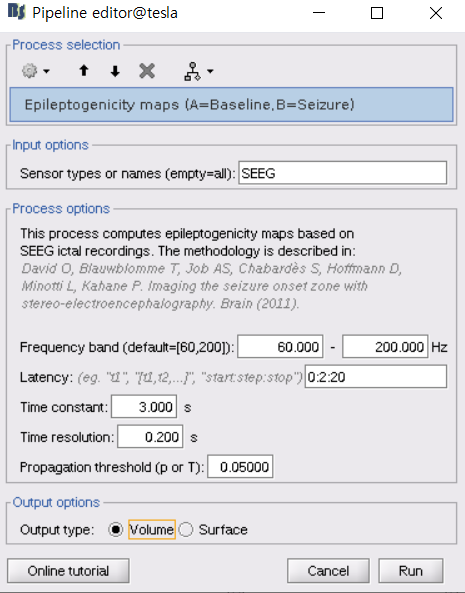 Pipeline editor@tesla
Process selection
Epileptogenicity maps (A=Baseline,B=Seizure)
Input options
Sensor types or names (empty=all): SEEG
Process options
This process computes epileptogenicity maps based on
SEEG ictal recordings. The methodology is described in:
David O, Blauwblomme T, Job AS, Chabardès S, Hoffmann D,
Minotti L, Kahane P. Imaging the seizure onset zone with
stereo-electroencephalography. Brain (2011).
Frequency band (default=[60,200]): 60.000 - 200.000 Hz
Latency: (eg. "t1", "[t1,t2,...]", "start:step:stop") 0:2:20
Time constant: 3.000 s
Time resolution: 0.200 s
Propagation threshold (p or T): 0.05000
Output options
Output type: Volume Surface
Online tutorial Cancel Run